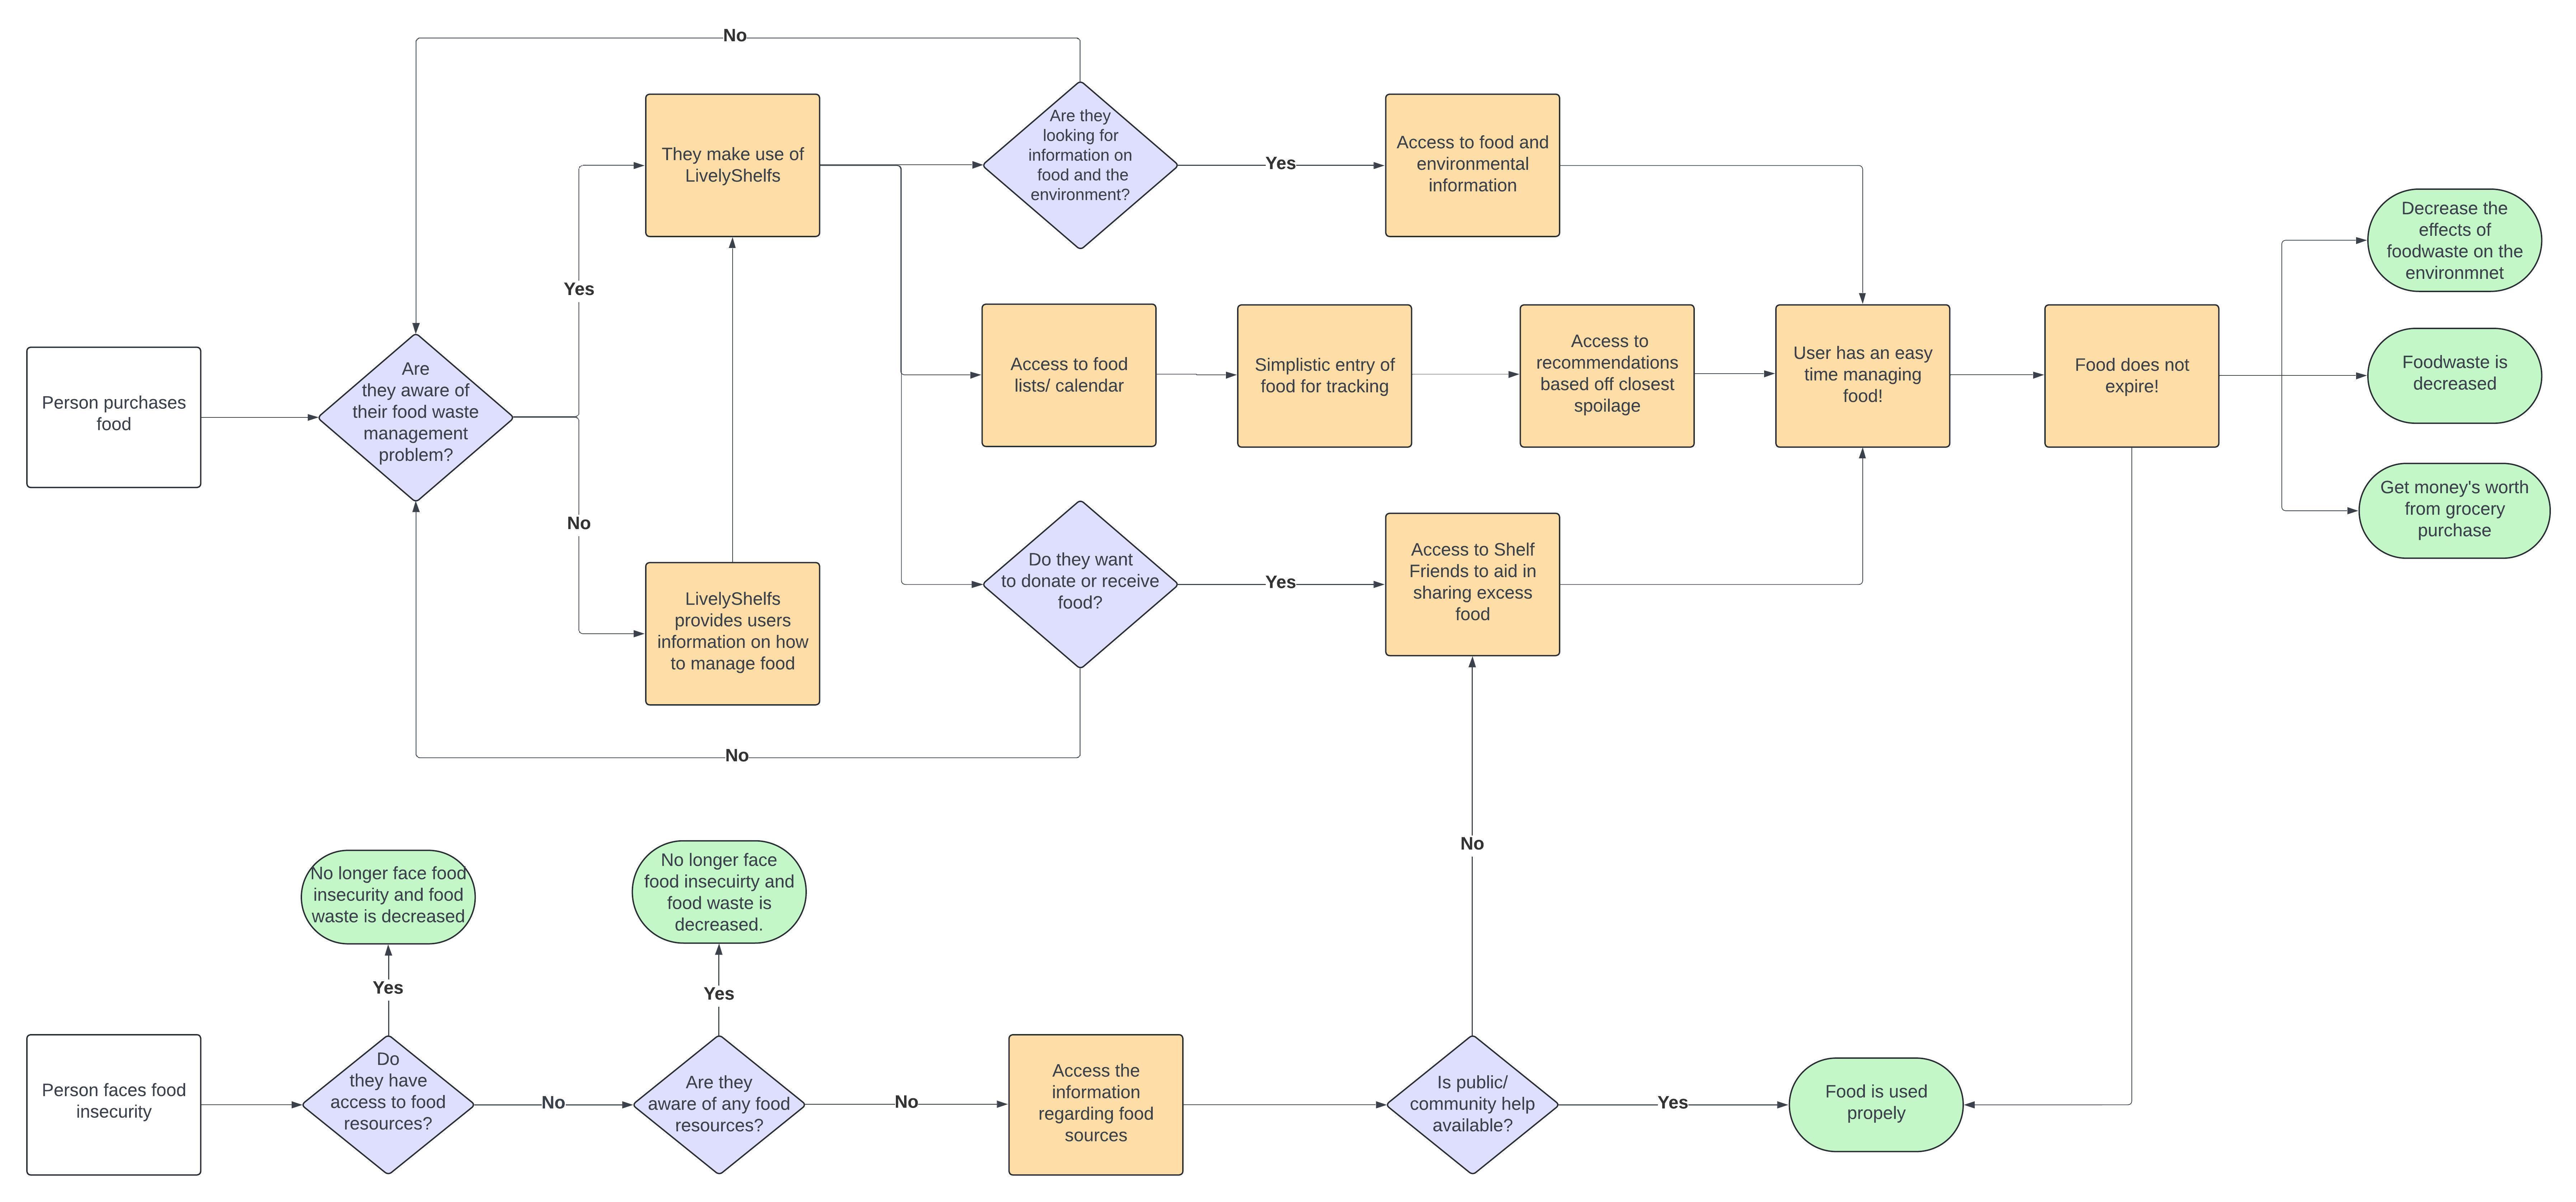 No
Are they
looking for
information on
food and the
environment?
They make use of
LivelyShelfs
Yes
Access to food and
environmental
information
Decrease the
effects of
foodwaste on the
environmnet
Yes
Person purchases
food
Are
they aware of
their food waste
management
problem?
Access to food
lists/ calendar
Simplistic entry of
food for tracking
Access to
recommendations
based off closest
spoilage
User has an easy
time managing
food!
Food does not
expire!
Foodwaste is
decreased
Get money's worth
from grocery
purchase
No
LivelyShelfs
provides users
information on how
to manage food
Do they want
to donate or receive
food?
Yes
Access to Shelf
Friends to aid in
sharing excess
food
No
No
No longer face food
insecurity and food
waste is decreased
No longer face
food insecuirty and
food waste is
decreased.
Yes
Yes
Person faces food
insecurity
Do
they have
access to food
resources?
No
Are they
aware of any food
resources?
No
Access the
information
regarding food
sources
Is public/
community help
available?
Yes
Food is used
propely